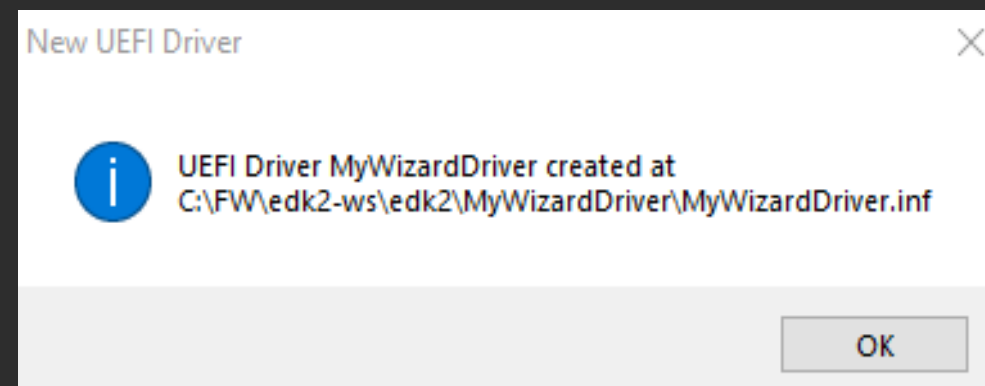 New UEFI Driver
UEFI Driver MyWizardDriver created at
C:\FW\edk2-ws\edk2\MyWizardDriver\MyWizardDriver.inf
OK